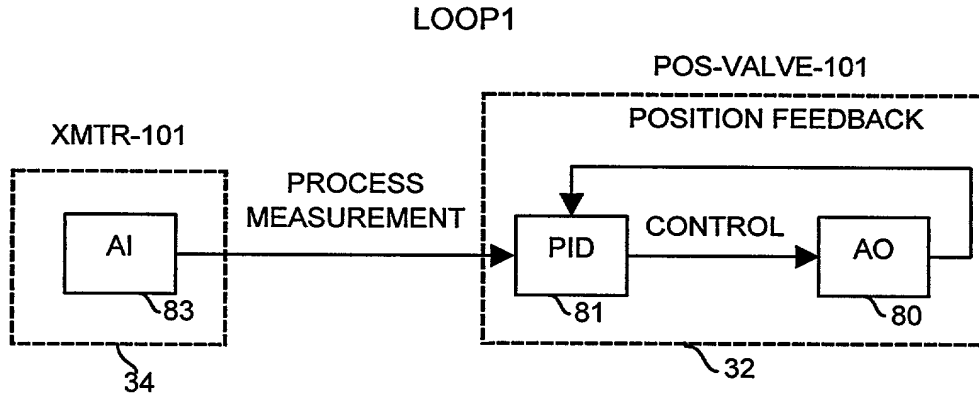 LOOP1
POS-VALVE-101
POSITION FEEDBACK
XMTR-101
PROCESS
MEASUREMENT
AI
PID
CONTROL
AO
83
81
80
34
32